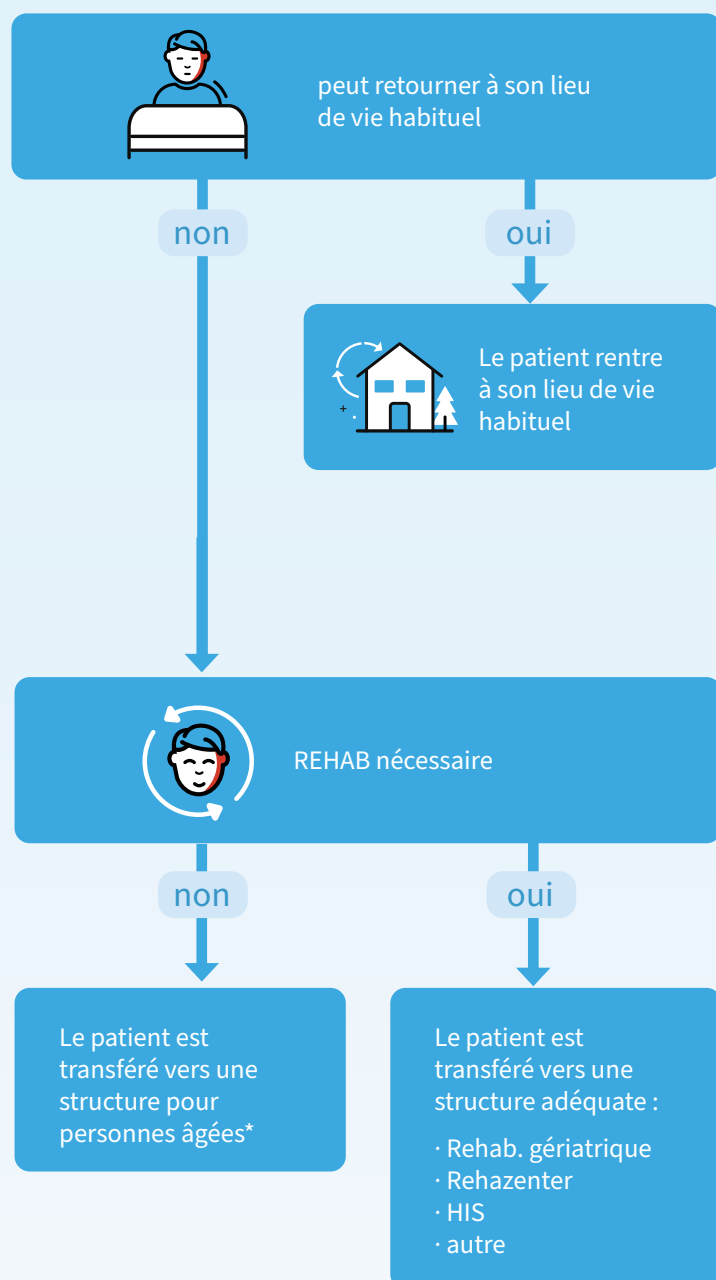 peut retourner à son lieu
de vie habituel
non
oui
Le patient rentre
à son lieu de vie
habituel
REHAB nécessaire
non
oui
Le patient est
transféré vers une
structure pour
personnes âgées*
Le patient est
transféré vers une
structure adéquate :
· Rehab. gériatrique
· Rehazenter
· HIS
· autre